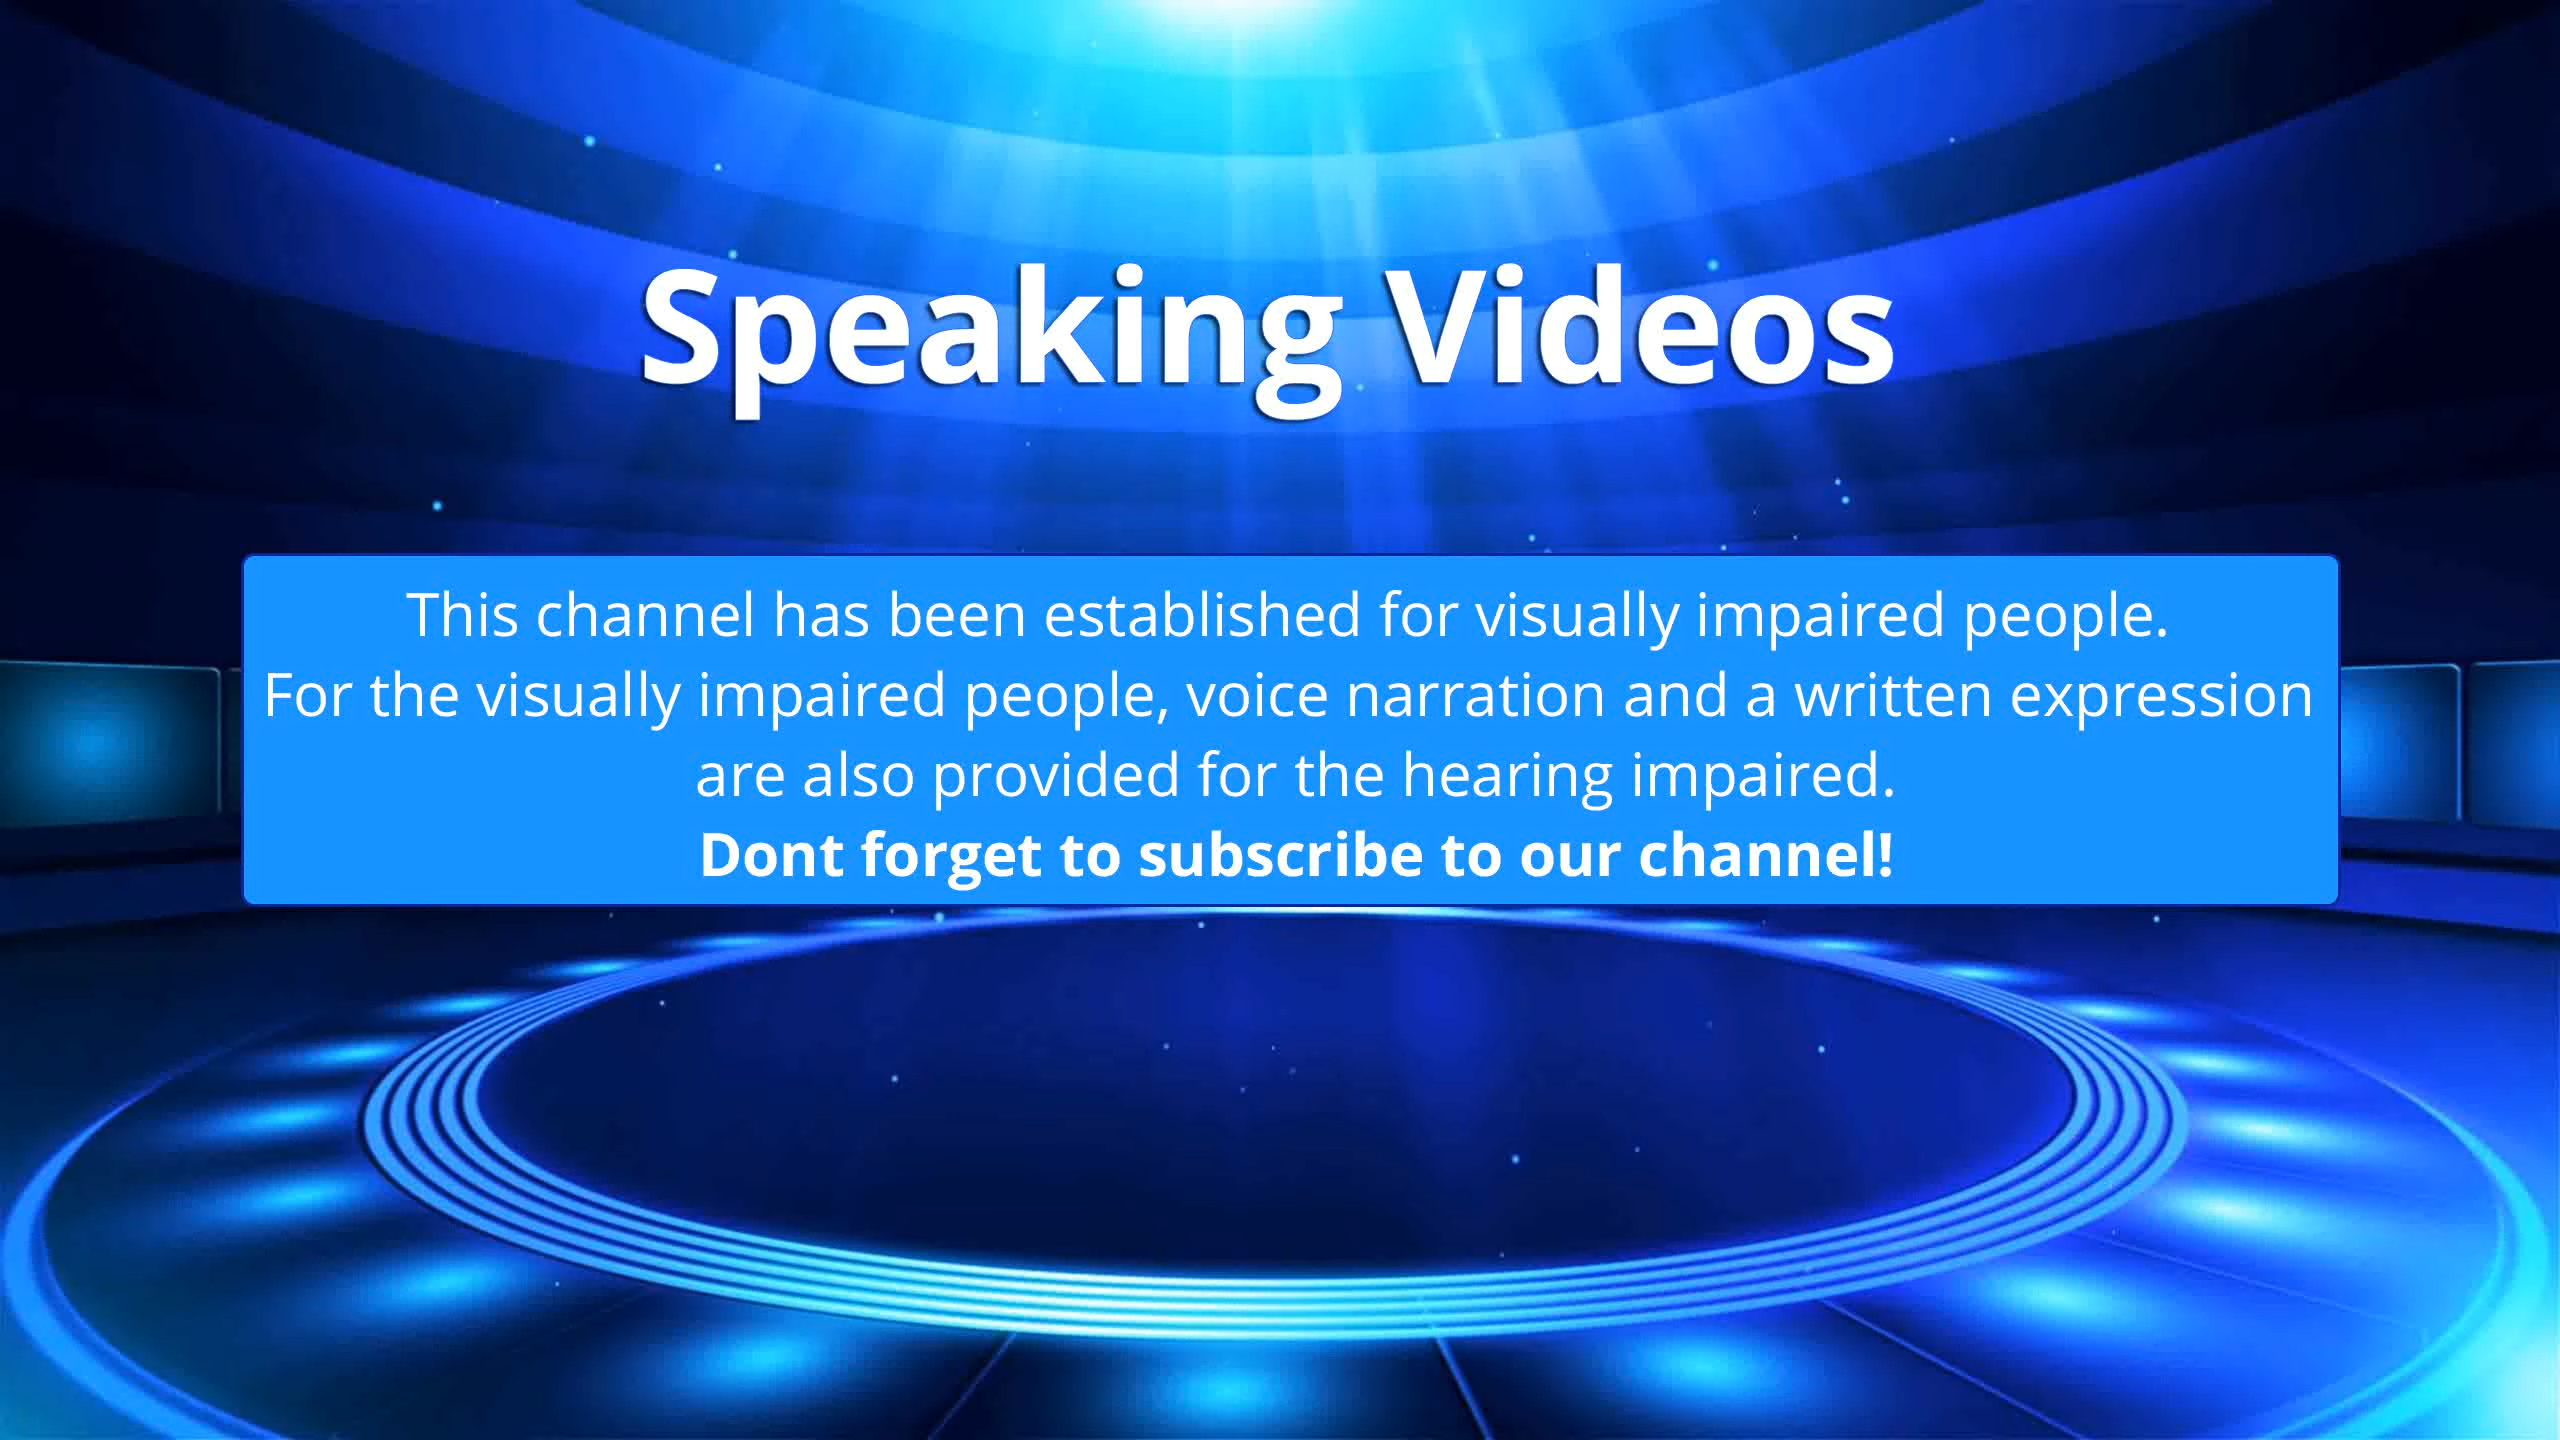 Speaking Videos
This channel has been established for visually impaired people.
For the visually impaired people, voice narration and a written expression
are also provided for the hearing impaired.
Dont forget to subscribe to our channel!